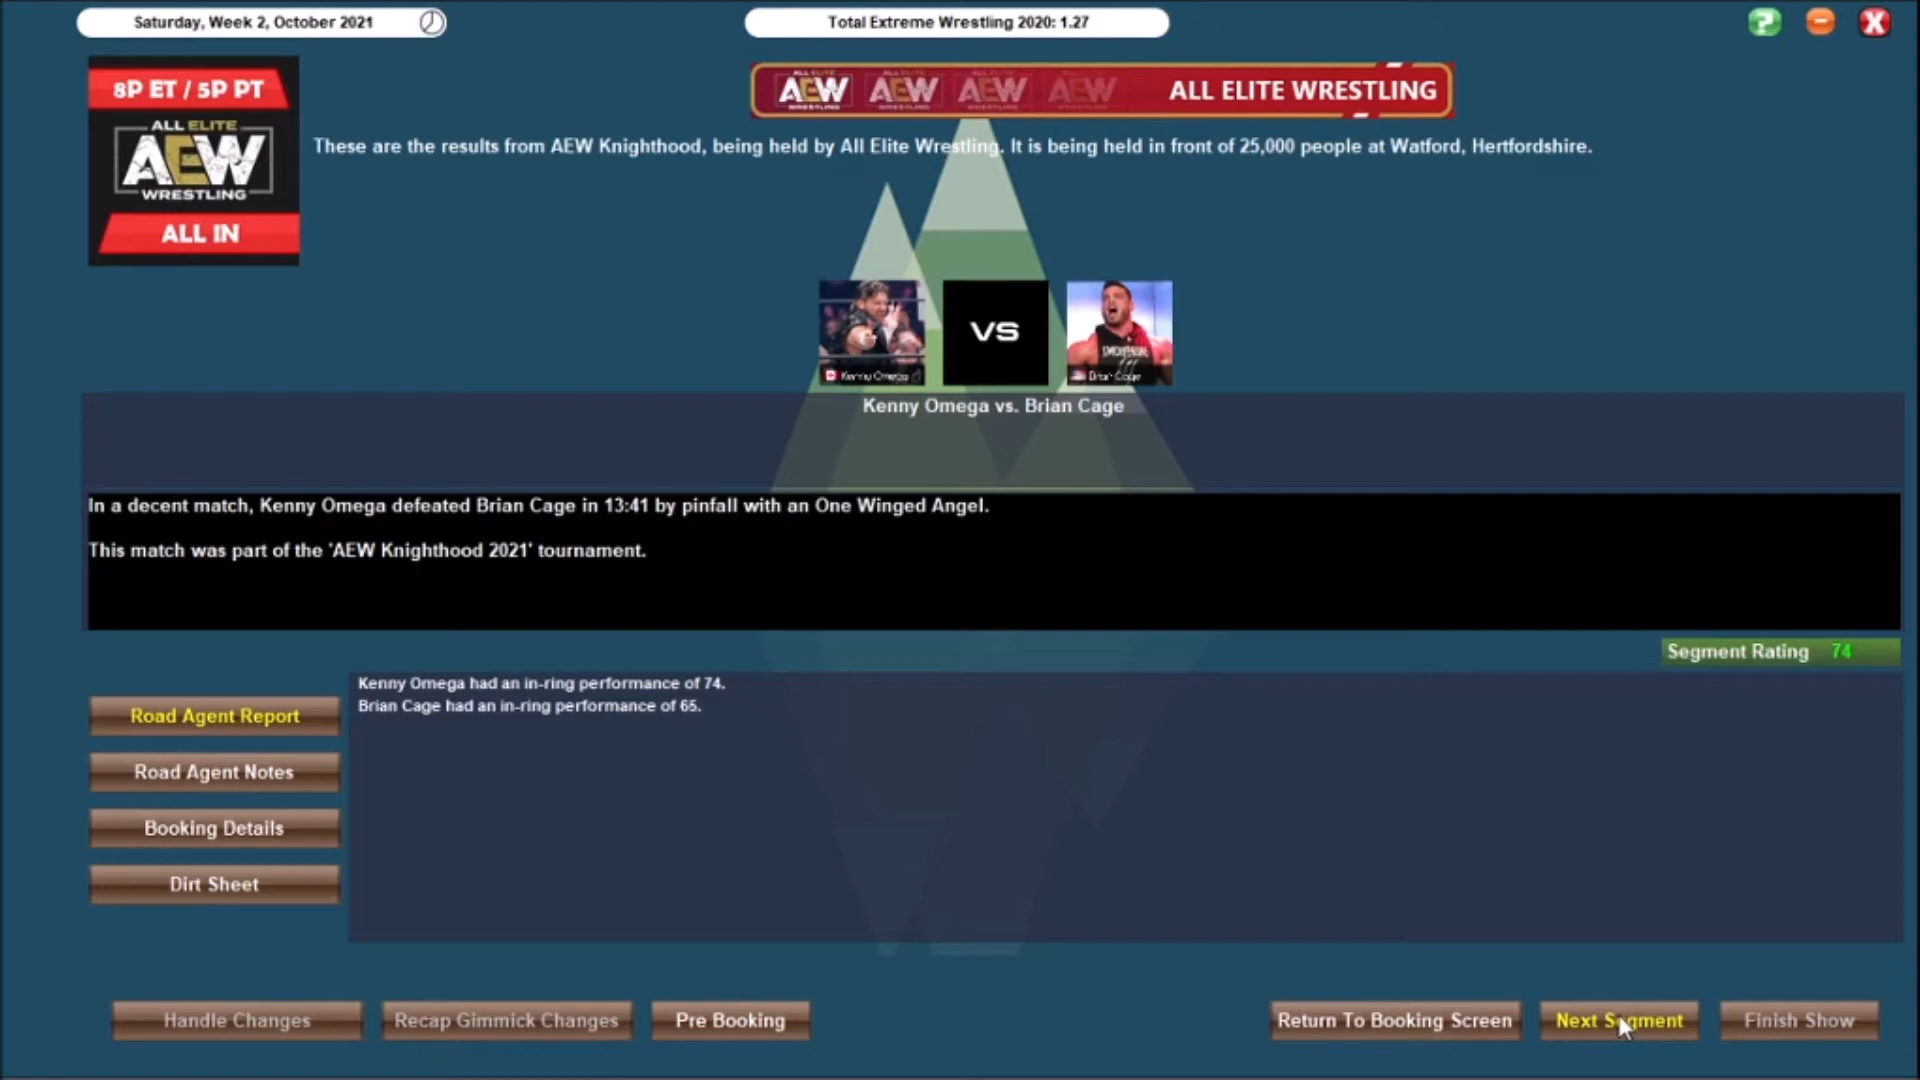 Saturday, Week 2, October 2021
Total Extreme Wrestling 2020: 1.27
8P ET / 5P PT
ALL ELITE
AEW
WRESTLING
ALL IN
ALL ELITE
AEW
WRESTLING
AEW
AEW
AEW
ALL ELITE WRESTLING
These are the results from AEW Knighthood, being held by All Elite Wrestling. It is being held in front of 25,000 people at Watford, Hertfordshire.
Kenny Omega
VS
Brian Cage
Kenny Omega vs. Brian Cage
In a decent match, Kenny Omega defeated Brian Cage in 13:41 by pinfall with an One Winged Angel.
This match was part of the 'AEW Knighthood 2021' tournament.
Segment Rating 74
Kenny Omega had an in-ring performance of 74.
Brian Cage had an in-ring performance of 65.
Road Agent Report
Road Agent Notes
Booking Details
Dirt Sheet
Handle Changes
Recap Gimmick Changes
Pre Booking
Return To Booking Screen
Next Segment
Finish Show